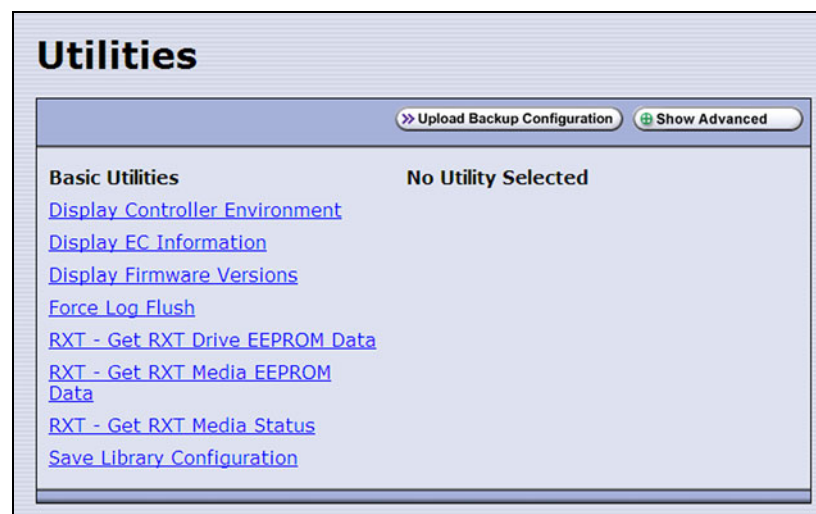 Utilities
Upload Backup Configuration
Show Advanced
Basic Utilities
No Utility Selected
Display Controller Environment
Display EC Information
Display Firmware Versions
Force Log Flush
RXT - Get RXT Drive EEPROM Data
RXT - Get RXT Media EEPROM
Data
RXT - Get RXT Media Status
Save Library Configuration